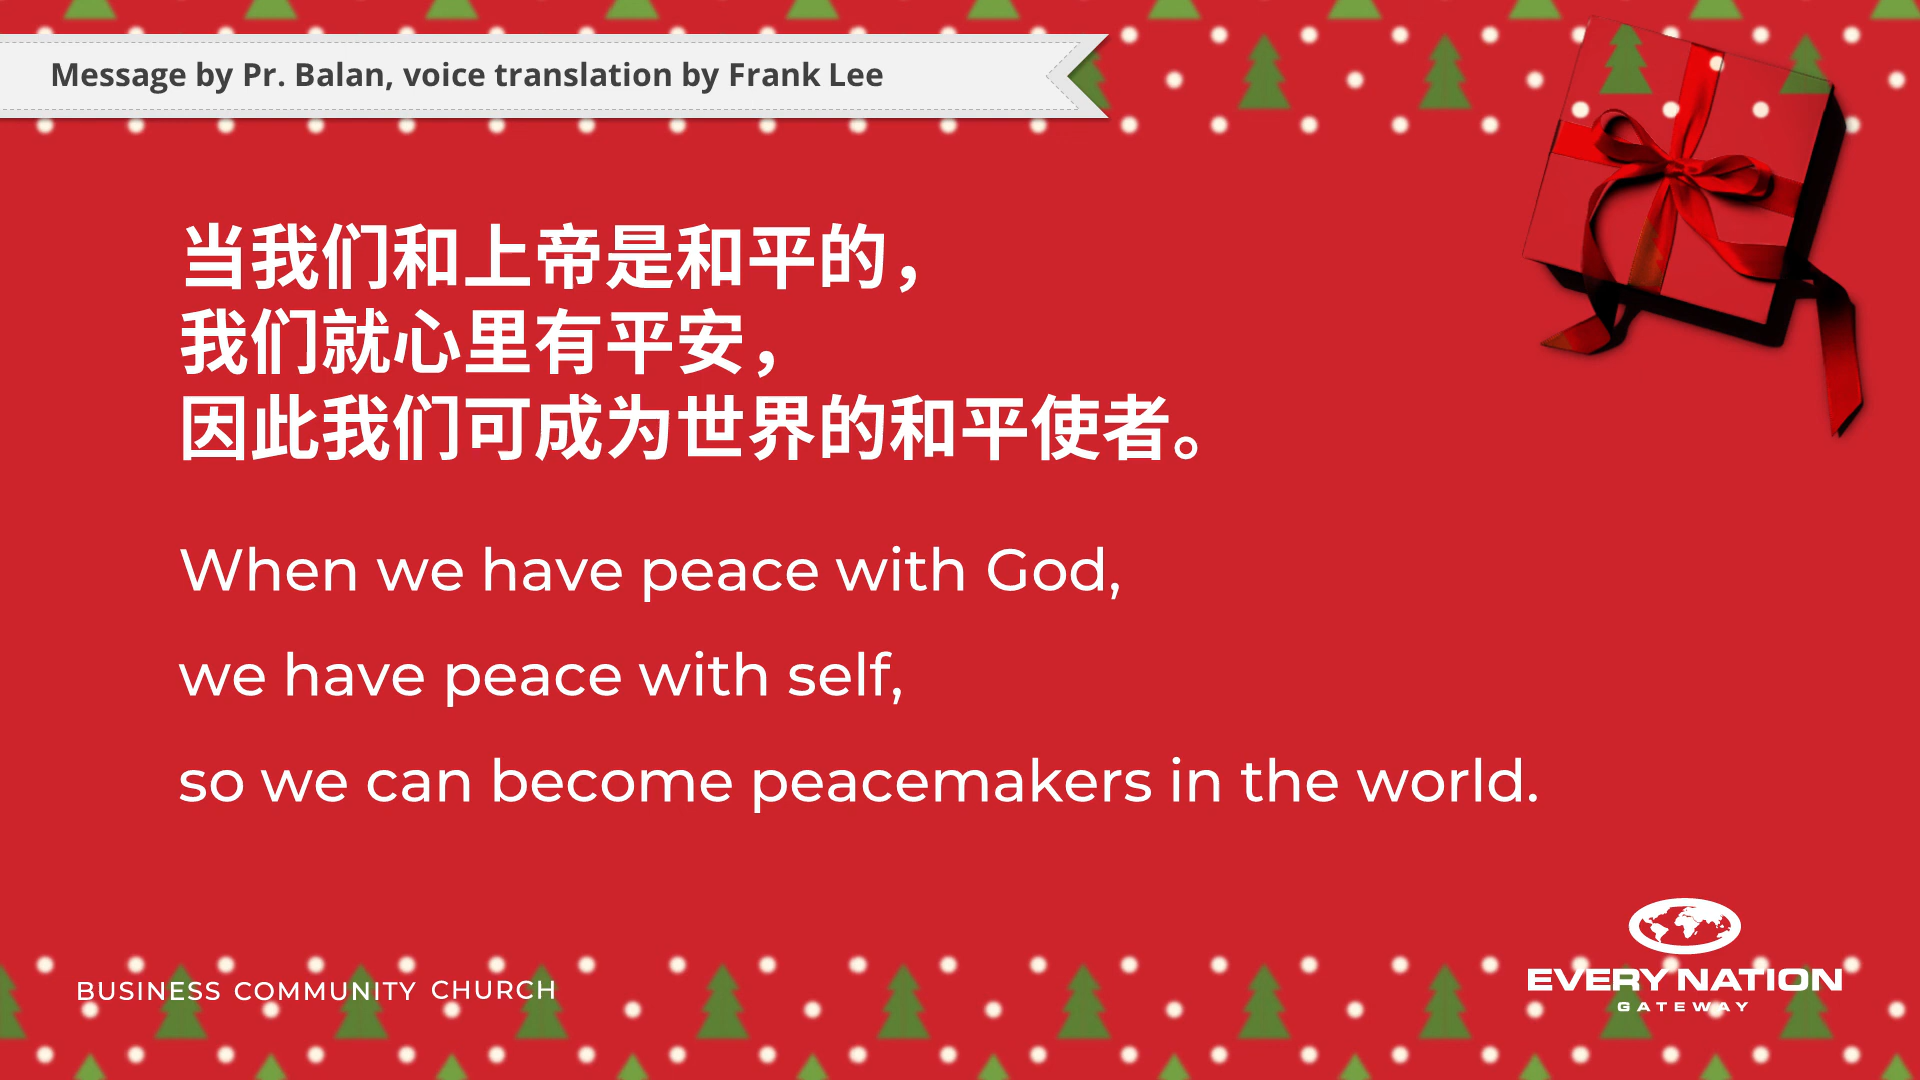 Message by Pr. Balan, voice translation by Frank Lee
当我们和上帝是和平的，
我们就心里有平安，
因此我们可成为世界的和平使者。
When we have peace with God,
we have peace with self,
so we can become peacemakers in the world.
BUSINESS COMMUNITY CHURCH
EVERY NATION
GATEWAY